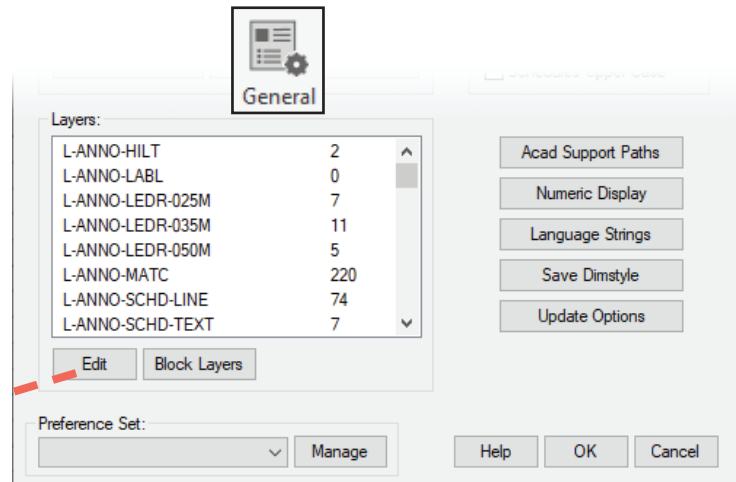 General
Layers:
L-ANNO-HILT 2
L-ANNO-LABL 0
L-ANNO-LEDR-025M 7
L-ANNO-LEDR-035M 11
L-ANNO-LEDR-050M 5
L-ANNO-MATC 220
L-ANNO-SCHD-LINE 74
L-ANNO-SCHD-TEXT 7
Edit Block Layers
Acad Support Paths
Numeric Display
Language Strings
Save Dimstyle
Update Options
Preference Set:
Manage
Help OK Cancel